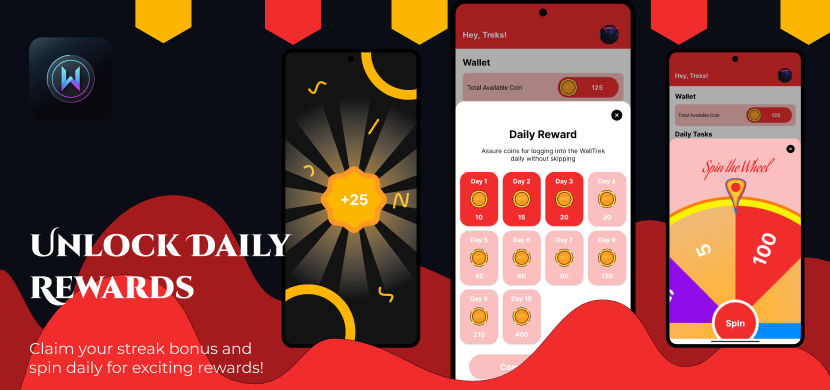 W
UNLOCK DAILY
REWARDS
Claim your streak bonus and
spin daily for exciting rewards!
+25
Hey, Treks!
Wallet
Total Available Coin 125
Daily Reward
Assure coins for logging into the WallTrek
daily without skipping
Day 1 Day 2 Day 3 Day 4
10 15 20 30
Day 5 Day 6 Day 7 Day 8
45 60 90 120
Day 9 Day 10
210 400
Hey, Treks!
Wallet
Total Available Coin 125
Daily Tasks
Spin the Wheel
5
100
Spin